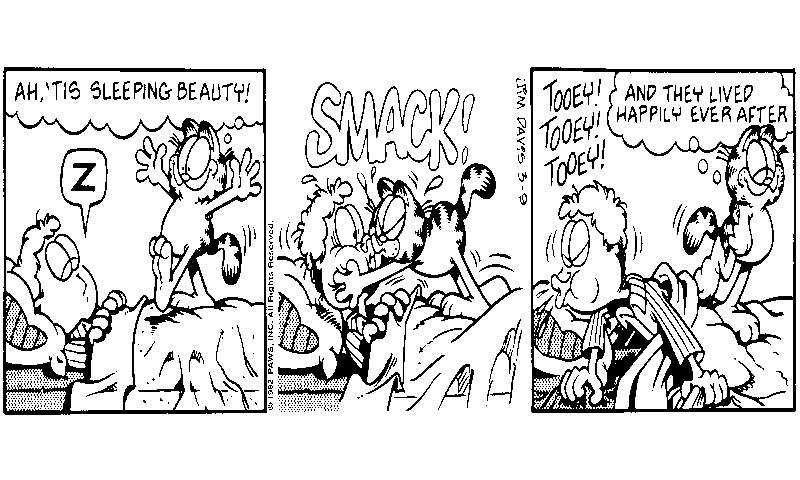 AH, 'TIS SLEEPING BEAUTY!
Z
© 1982 PAWS, INC. All Rights Reserved.
SMACK!
JIM DAVIS 3-9
TOOEY!
TOOEY!
TOOEY!
AND THEY LIVED
HAPPILY EVER AFTER